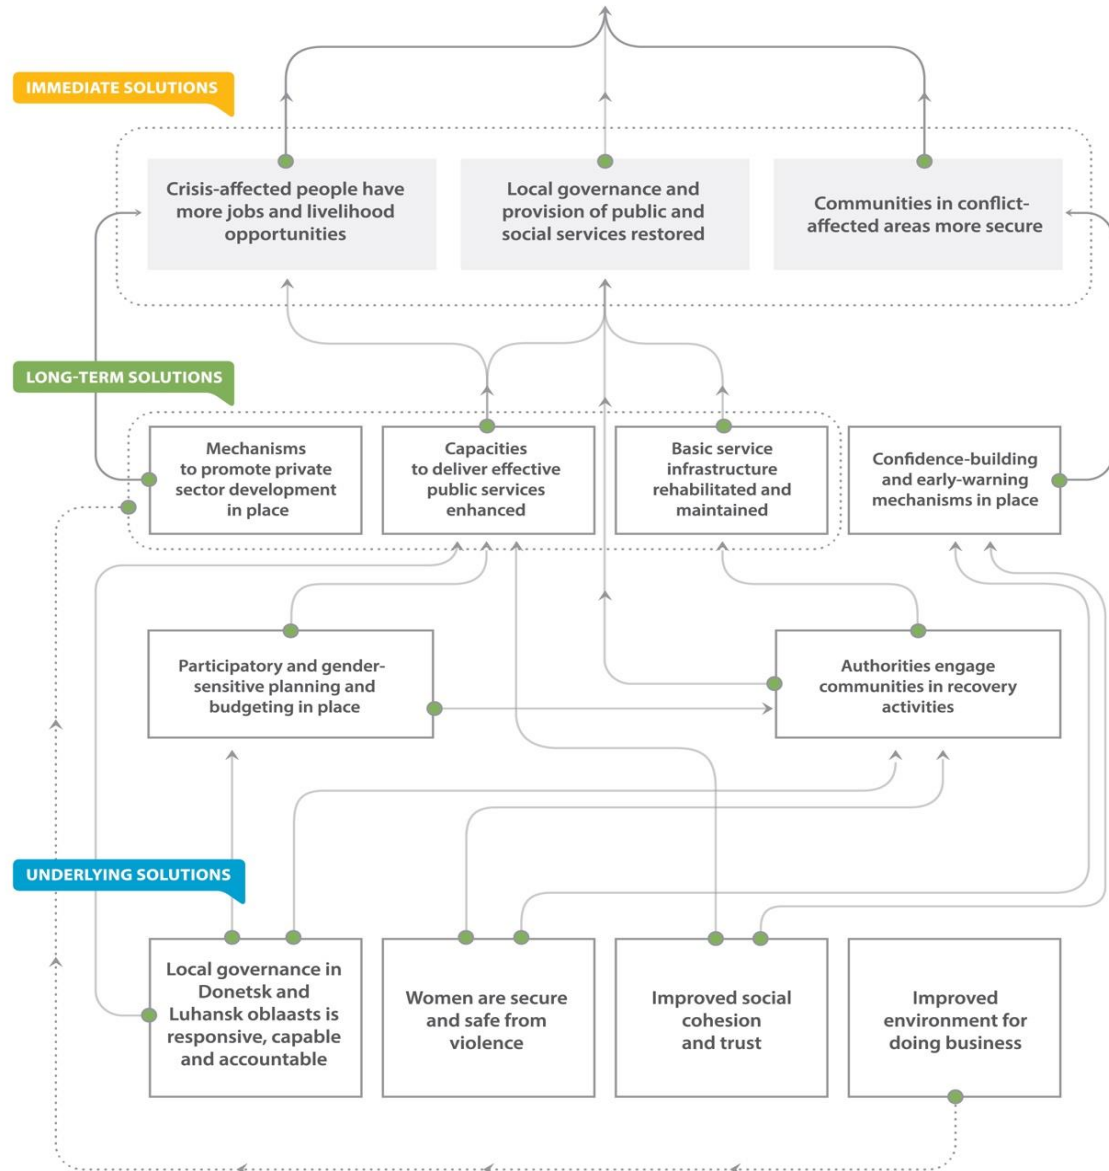 IMMEDIATE SOLUTIONS
Crisis-affected people have
more jobs and livelihood
opportunities
Local governance and
provision of public and
social services restored
Communities in conflict-
affected areas more secure
LONG-TERM SOLUTIONS
Mechanisms
to promote private
sector development
in place
Capacities
to deliver effective
public services
enhanced
Basic service
infrastructure
rehabilitated and
maintained
Confidence-building
and early-warning
mechanisms in place
Participatory and gender-
sensitive planning and
budgeting in place
Authorities engage
communities in recovery
activities
UNDERLYING SOLUTIONS
Local governance in
Donetsk and
Luhansk oblaasts is
responsive, capable
and accountable
Women are secure
and safe from
violence
Improved social
cohesion
and trust
Improved
environment for
doing business